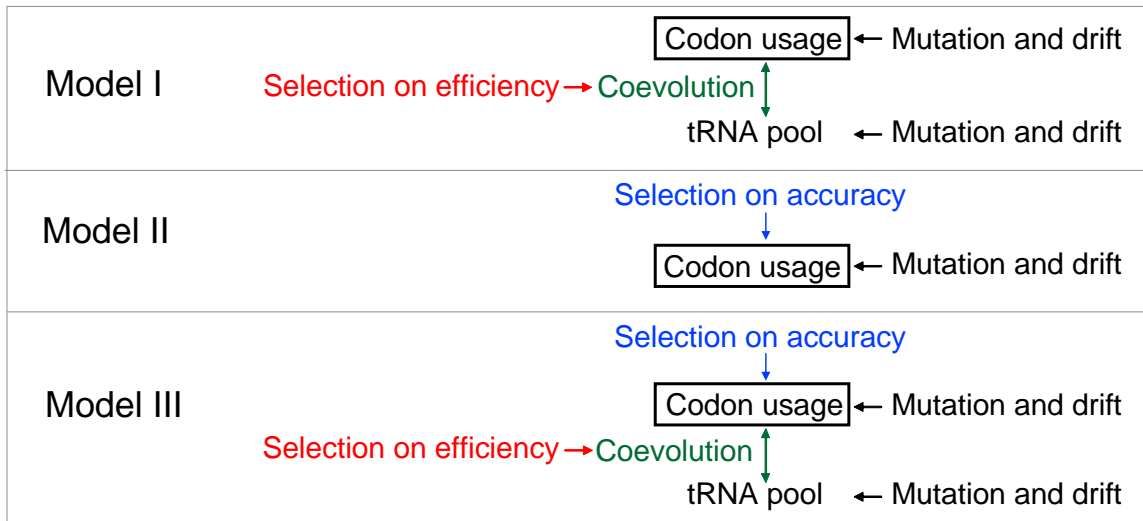 Model I
Codon usage
Mutation and drift
Selection on efficiency
Coevolution
tRNA pool
Mutation and drift
Model II
Selection on accuracy
Codon usage
Mutation and drift
Model III
Selection on accuracy
Codon usage
Mutation and drift
Selection on efficiency
Coevolution
tRNA pool
Mutation and drift